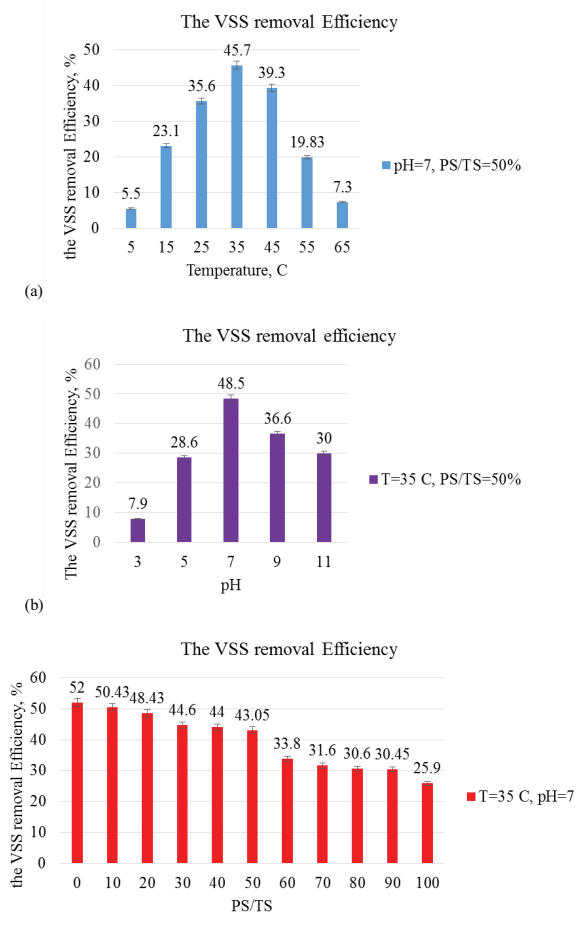 The VSS removal Efficiency
the VSS removal Efficiency, %
50
40
30
20
10
0
5.5
23.1
35.6
45.7
39.3
19.83
7.3
5 15 25 35 45 55 65
Temperature, C
pH=7, PS/TS=50%
(a)
The VSS removal efficiency
The VSS removal Efficiency, %
60
50
40
30
20
10
0
7.9
28.6
48.5
36.6
30
3 5 7 9 11
pH
T=35 C, PS/TS=50%
(b)
The VSS removal Efficiency
the VSS removal Efficiency, %
60
50
40
30
20
10
0
52
50.43
48.43
44.6
44
43.05
33.8
31.6
30.6
30.45
25.9
0 10 20 30 40 50 60 70 80 90 100
PS/TS
T=35 C, pH=7